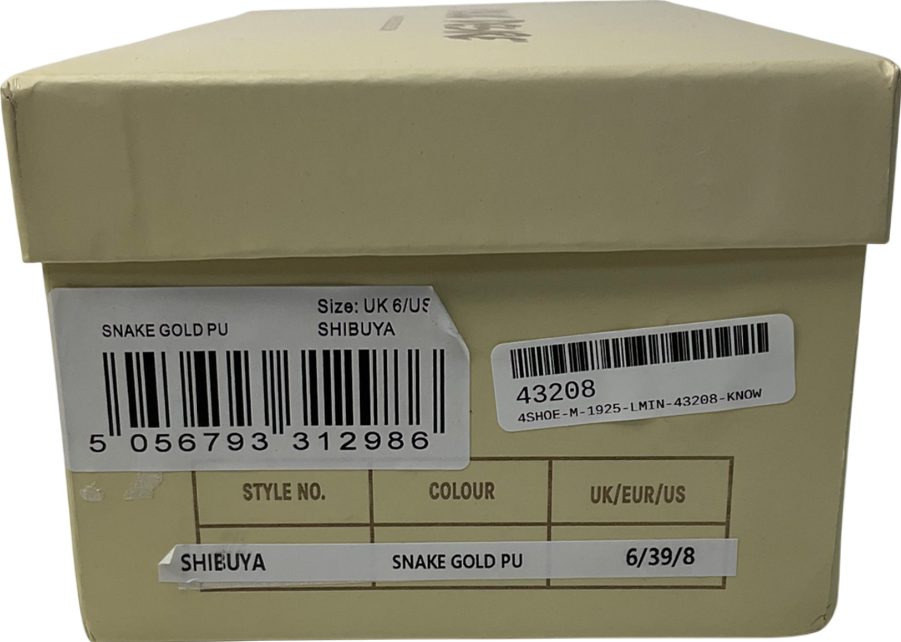 Size: UK 6/US
SNAKE GOLD PU SHIBUYA
5 056793 312986
43208
4SHOE-M-1925-LMIN-43208-KNOW
STYLE NO. COLOUR UK/EUR/US
SHIBUYA SNAKE GOLD PU 6/39/8